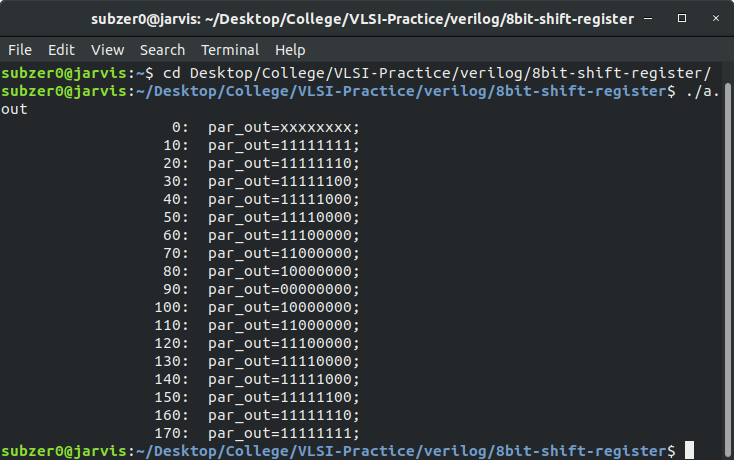 subzer0@jarvis: ~/Desktop/College/VLSI-Practice/verilog/8bit-shift-register
File Edit View Search Terminal Help
subzer0@jarvis:~$ cd Desktop/College/VLSI-Practice/verilog/8bit-shift-register/
subzer0@jarvis:~/Desktop/College/VLSI-Practice/verilog/8bit-shift-register$ ./a.
out
0: par_out=xxxxxxxx;
10: par_out=11111111;
20: par_out=11111110;
30: par_out=11111100;
40: par_out=11111000;
50: par_out=11110000;
60: par_out=11100000;
70: par_out=11000000;
80: par_out=10000000;
90: par_out=00000000;
100: par_out=10000000;
110: par_out=11000000;
120: par_out=11100000;
130: par_out=11110000;
140: par_out=11111000;
150: par_out=11111100;
160: par_out=11111110;
170: par_out=11111111;
subzer0@jarvis:~/Desktop/College/VLSI-Practice/verilog/8bit-shift-register$